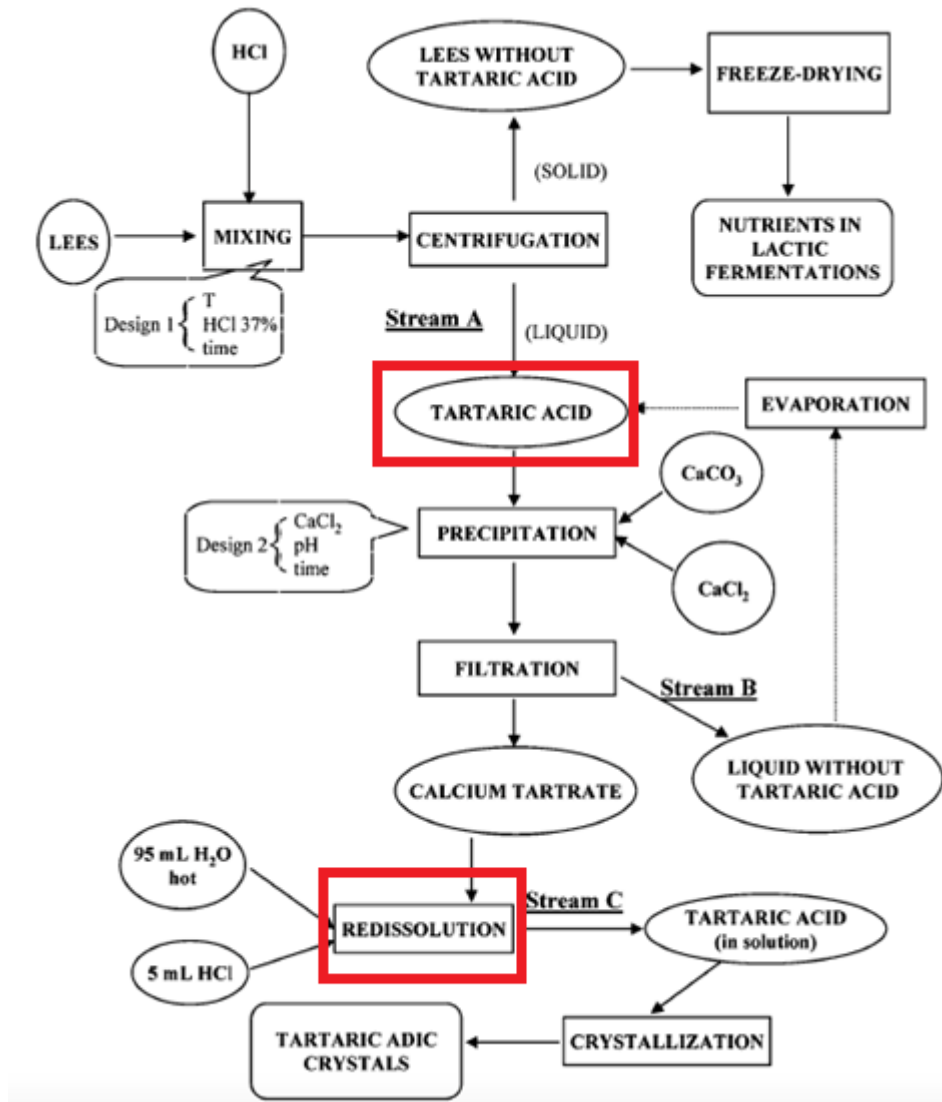 HCl
LEES WITHOUT
TARTARIC ACID
FREEZE-DRYING
(SOLID)
LEES
MIXING
CENTRIFUGATION
NUTRIENTS IN
LACTIC
FERMENTATIONS
Design 1 { T
HCl 37%
time
Stream A
(LIQUID)
TARTARIC ACID
EVAPORATION
CaCO₃
Design 2 { CaCl₂
pH
time
PRECIPITATION
CaCl₂
FILTRATION
Stream B
CALCIUM TARTRATE
LIQUID WITHOUT
TARTARIC ACID
95 mL H₂O
hot
REDISSOLUTION
Stream C
TARTARIC ACID
(in solution)
5 mL HCl
TARTARIC ADIC
CRYSTALS
CRYSTALLIZATION